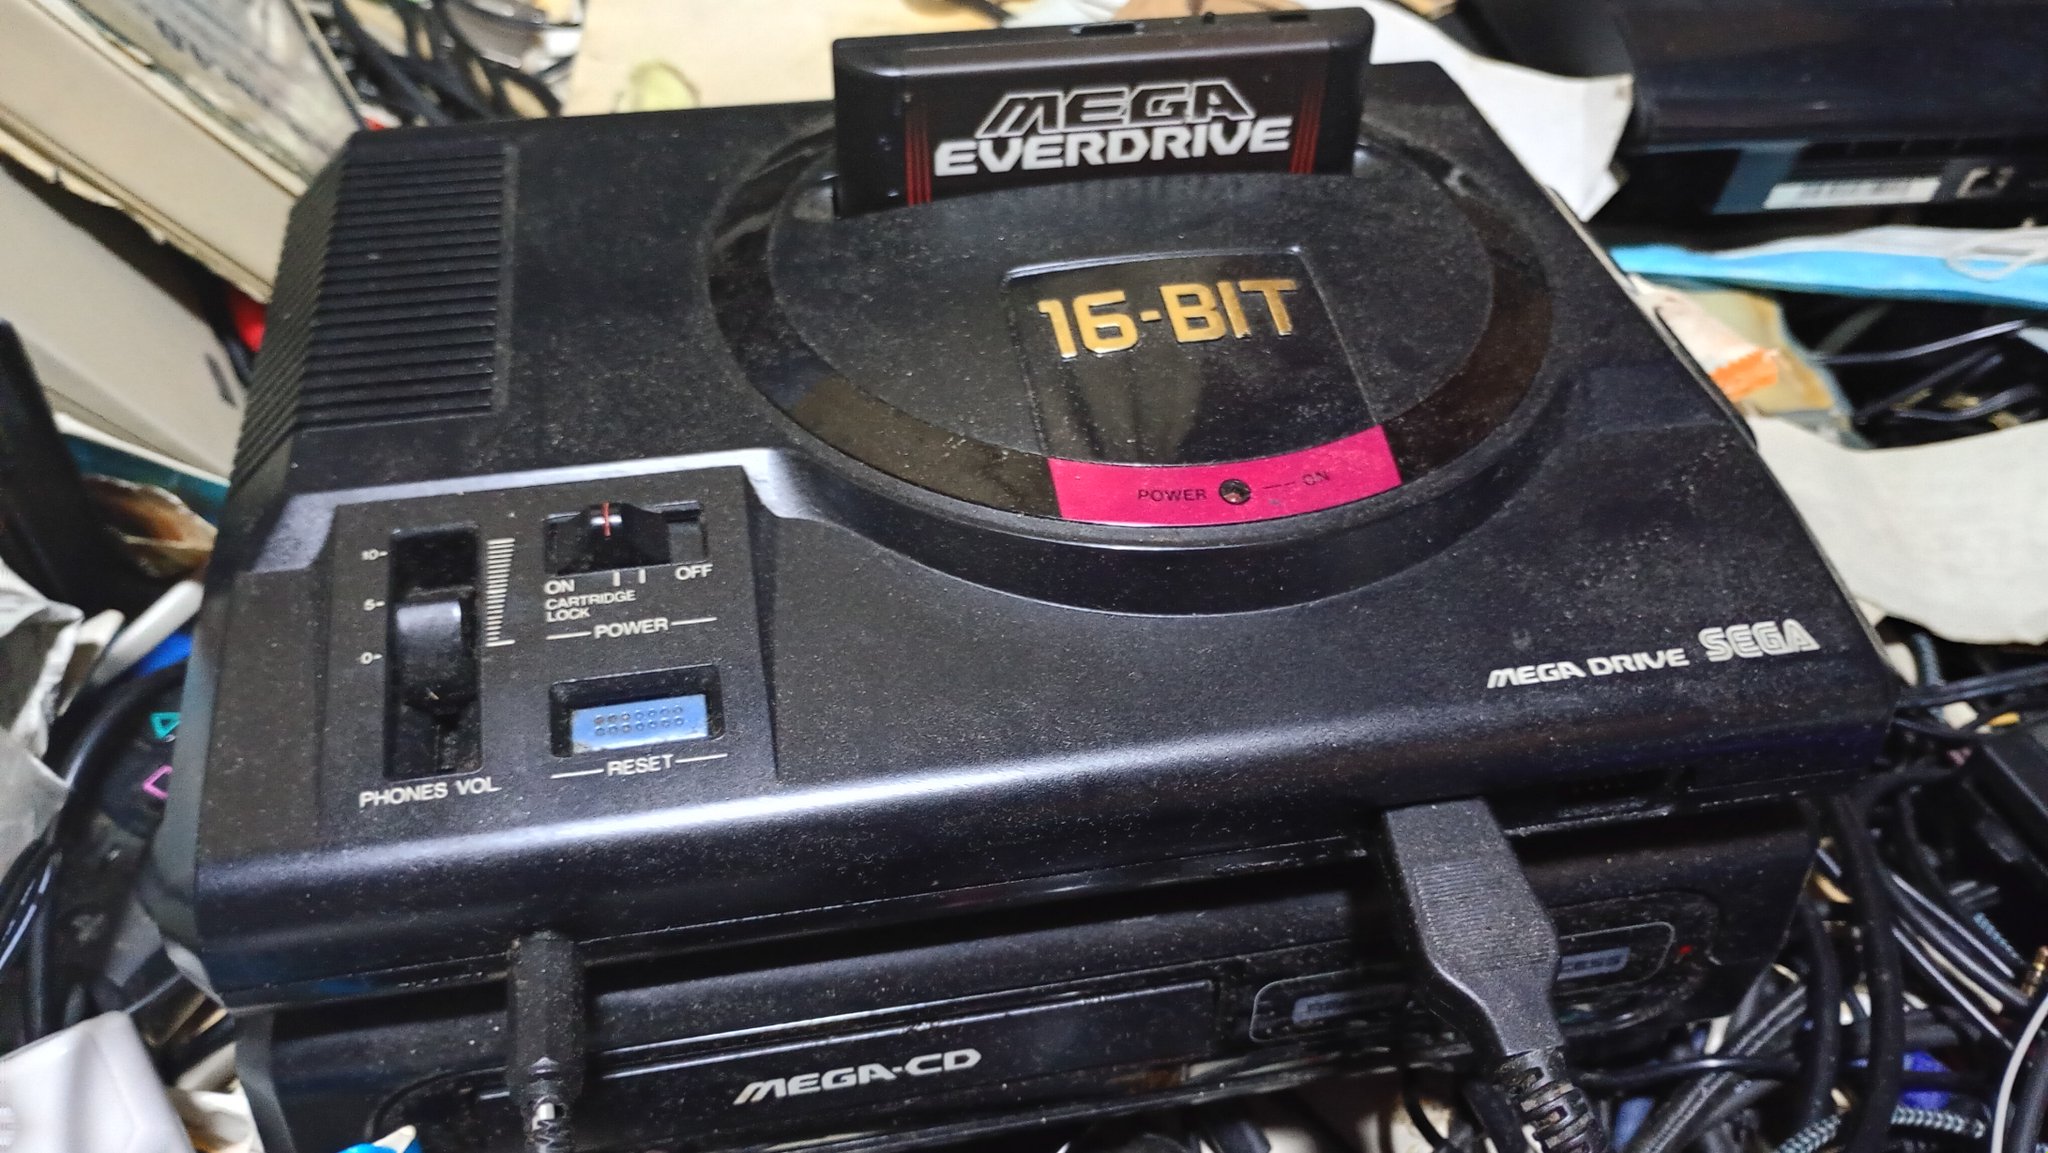 MEGA
EVERDRIVE
16-BIT
POWER ON
10
5
0
ON OFF
CARTRIDGE
LOCK
POWER
RESET
PHONES VOL
MEGA DRIVE SEGA
MEGA-CD